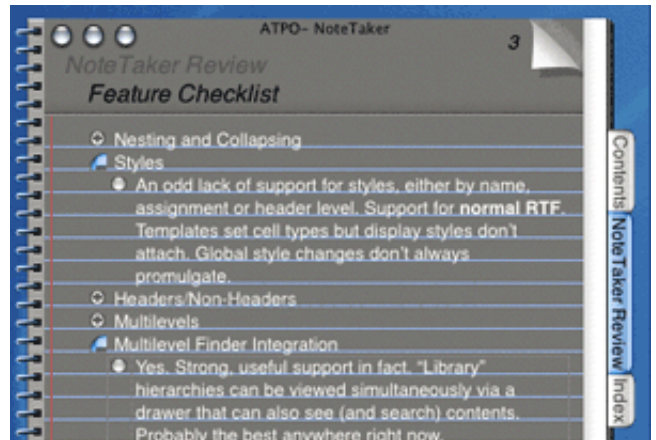 ATPO- NoteTaker
3
NoteTaker Review
Feature Checklist
Nesting and Collapsing
Styles
An odd lack of support for styles, either by name,
assignment or header level. Support for normal RTF.
Templates set cell types but display styles don't
attach. Global style changes don't always
promulgate.
Headers/Non-Headers
Multilevels
Multilevel Finder Integration
Yes. Strong, useful support in fact. “Library”
hierarchies can be viewed simultaneously via a
drawer that can also see (and search) contents.
Probably the best anywhere right now.
Contents
NoteTaker Review
Index